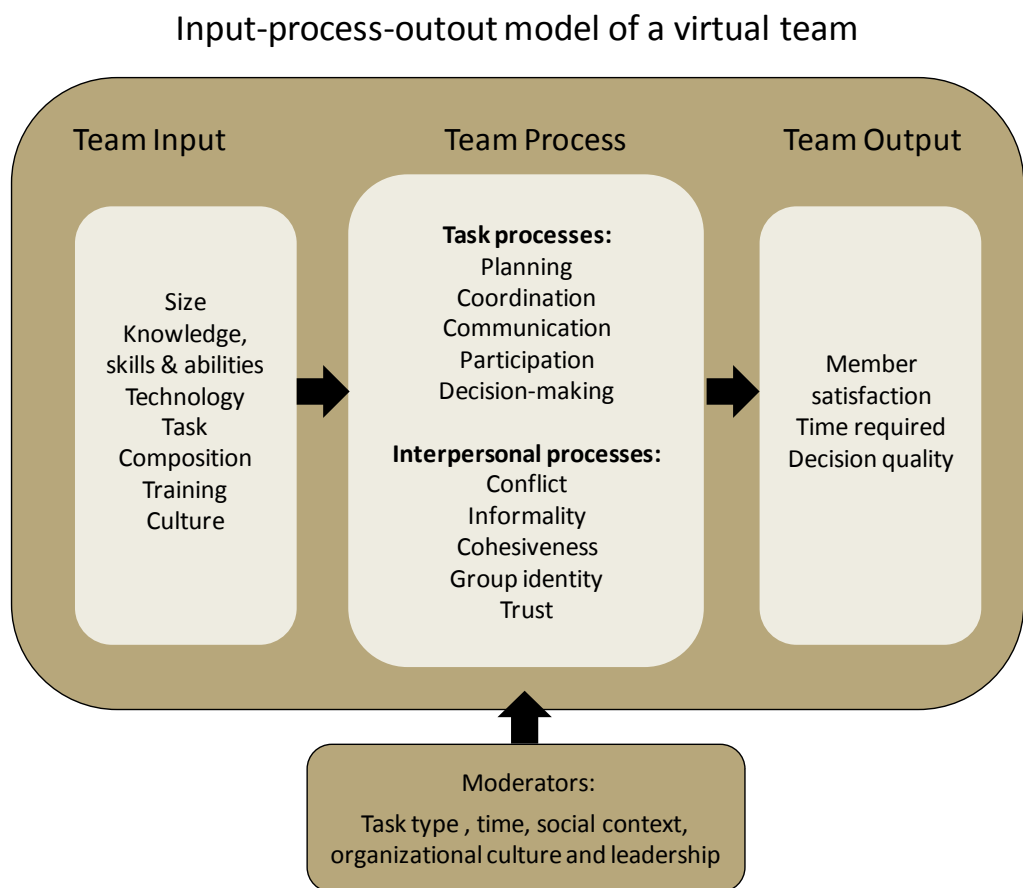 Input-process-outout model of a virtual team
Team Input
Team Process
Team Output
Size
Knowledge,
skills & abilities
Technology
Task
Composition
Training
Culture
Task processes:
Planning
Coordination
Communication
Participation
Decision-making
Interpersonal processes:
Conflict
Informality
Cohesiveness
Group identity
Trust
Member
satisfaction
Time required
Decision quality
Moderators:
Task type , time, social context,
organizational culture and leadership